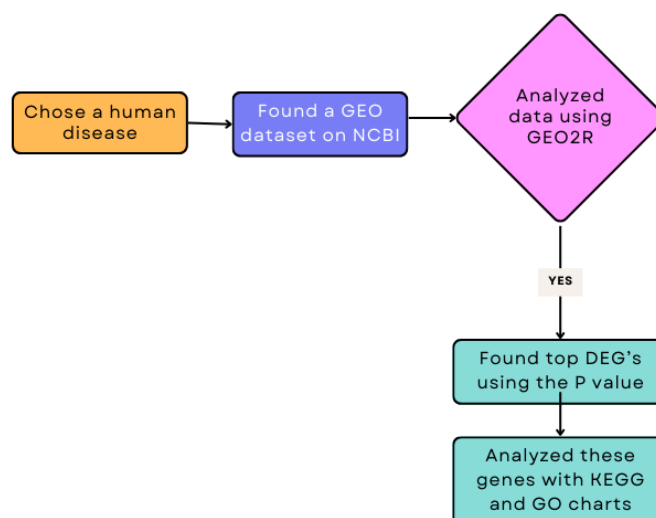 Chose a human
disease
Found a GEO
dataset on NCBI
Analyzed
data using
GEO2R
YES
Found top DEG's
using the P value
Analyzed these
genes with KEGG
and GO charts